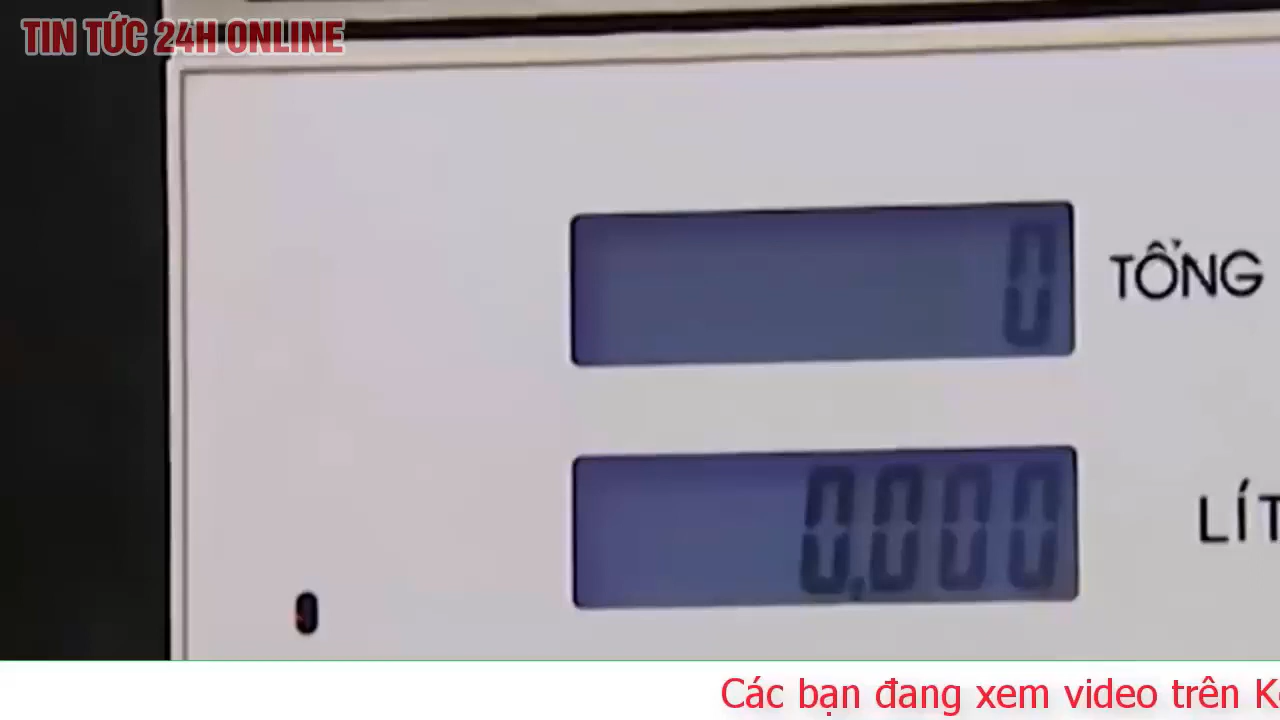 TIN TỨC 24H ONLINE
0 TỔNG
0,000 LÍT
Các bạn đang xem video trên